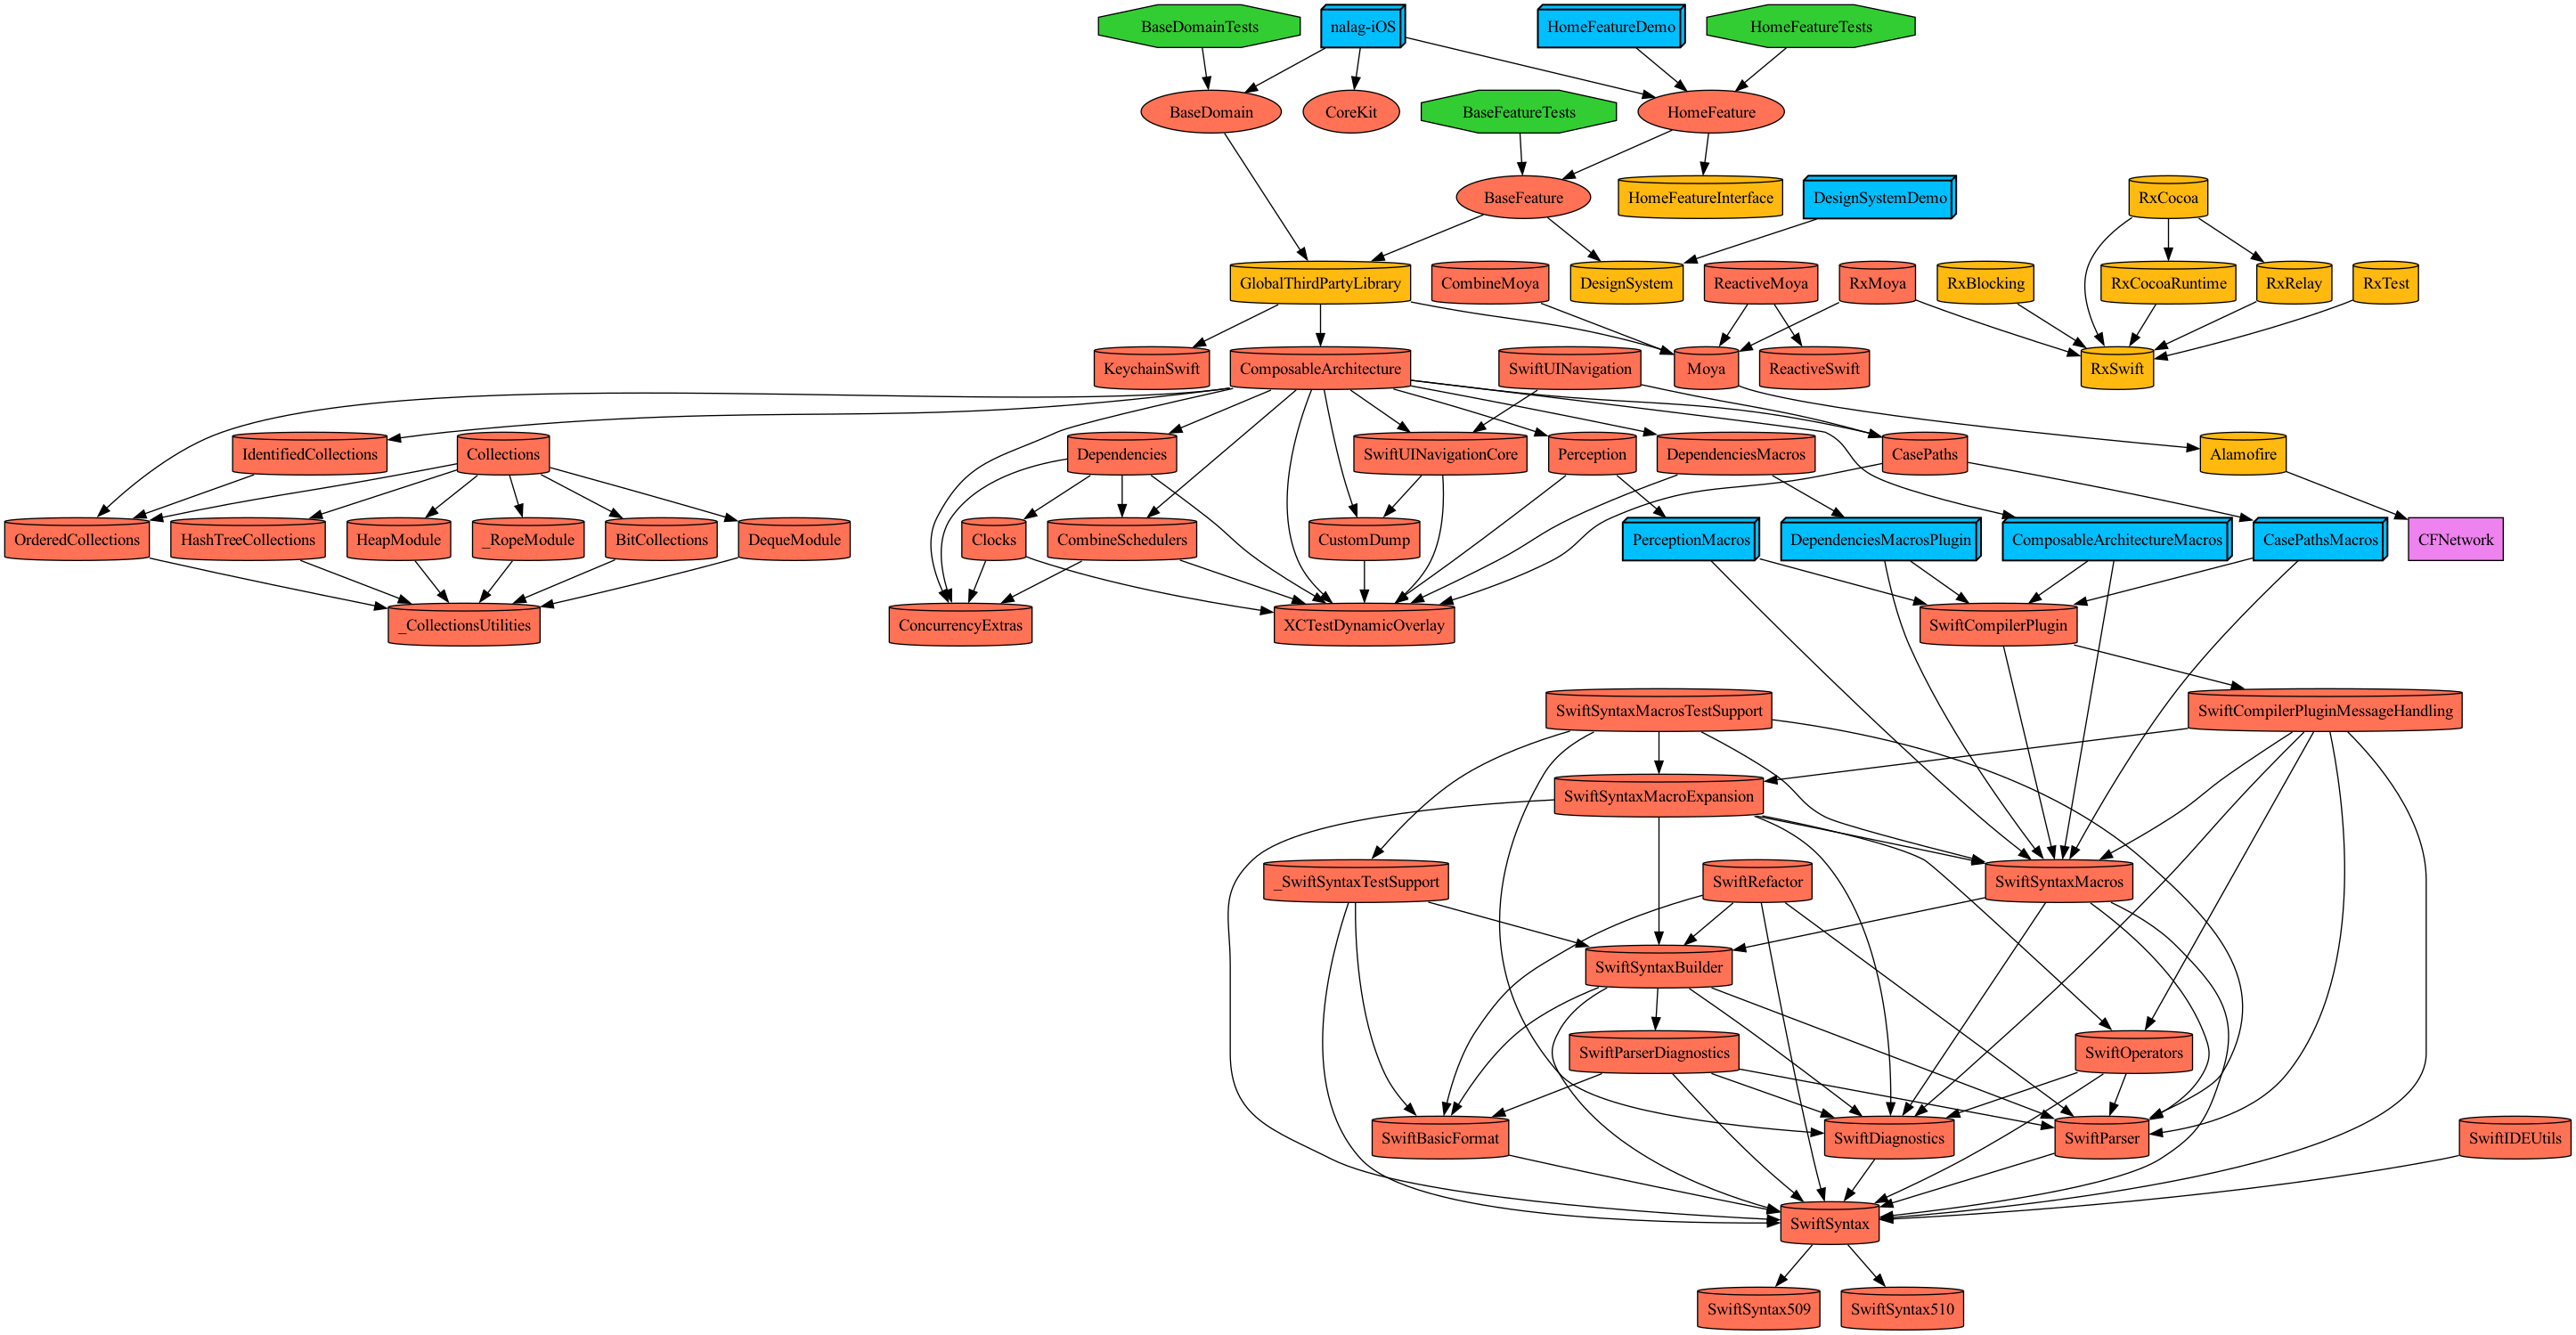 BaseDomainTests
nalag-iOS
HomeFeatureDemo
HomeFeatureTests
BaseDomain
CoreKit
BaseFeatureTests
HomeFeature
BaseFeature
HomeFeatureInterface
DesignSystemDemo
RxCocoa
GlobalThirdPartyLibrary
CombineMoya
DesignSystem
ReactiveMoya
RxMoya
RxBlocking
RxCocoaRuntime
RxRelay
RxTest
KeychainSwift
ComposableArchitecture
SwiftUINavigation
Moya
ReactiveSwift
RxSwift
IdentifiedCollections
Collections
Dependencies
SwiftUINavigationCore
Perception
DependenciesMacros
CasePaths
Alamofire
OrderedCollections
HashTreeCollections
HeapModule
_RopeModule
BitCollections
DequeModule
Clocks
CombineSchedulers
CustomDump
PerceptionMacros
DependenciesMacrosPlugin
ComposableArchitectureMacros
CasePathsMacros
CFNetwork
_CollectionsUtilities
ConcurrencyExtras
XCTestDynamicOverlay
SwiftCompilerPlugin
SwiftSyntaxMacrosTestSupport
SwiftCompilerPluginMessageHandling
SwiftSyntaxMacroExpansion
_SwiftSyntaxTestSupport
SwiftRefactor
SwiftSyntaxMacros
SwiftSyntaxBuilder
SwiftParserDiagnostics
SwiftOperators
SwiftBasicFormat
SwiftDiagnostics
SwiftParser
SwiftIDEUtils
SwiftSyntax
SwiftSyntax509
SwiftSyntax510